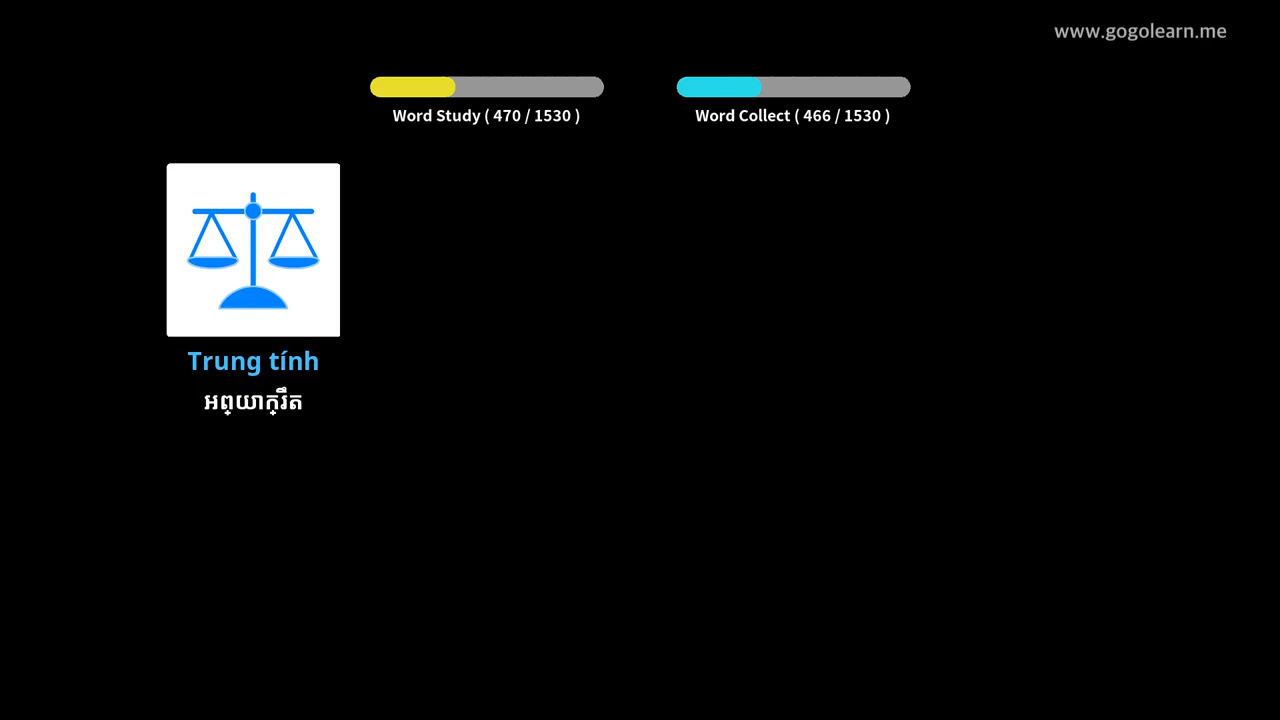 www.gogolearn.me
Word Study ( 470 / 1530 )
Word Collect ( 466 / 1530 )
Trung tính
អព្យាក្រឹត